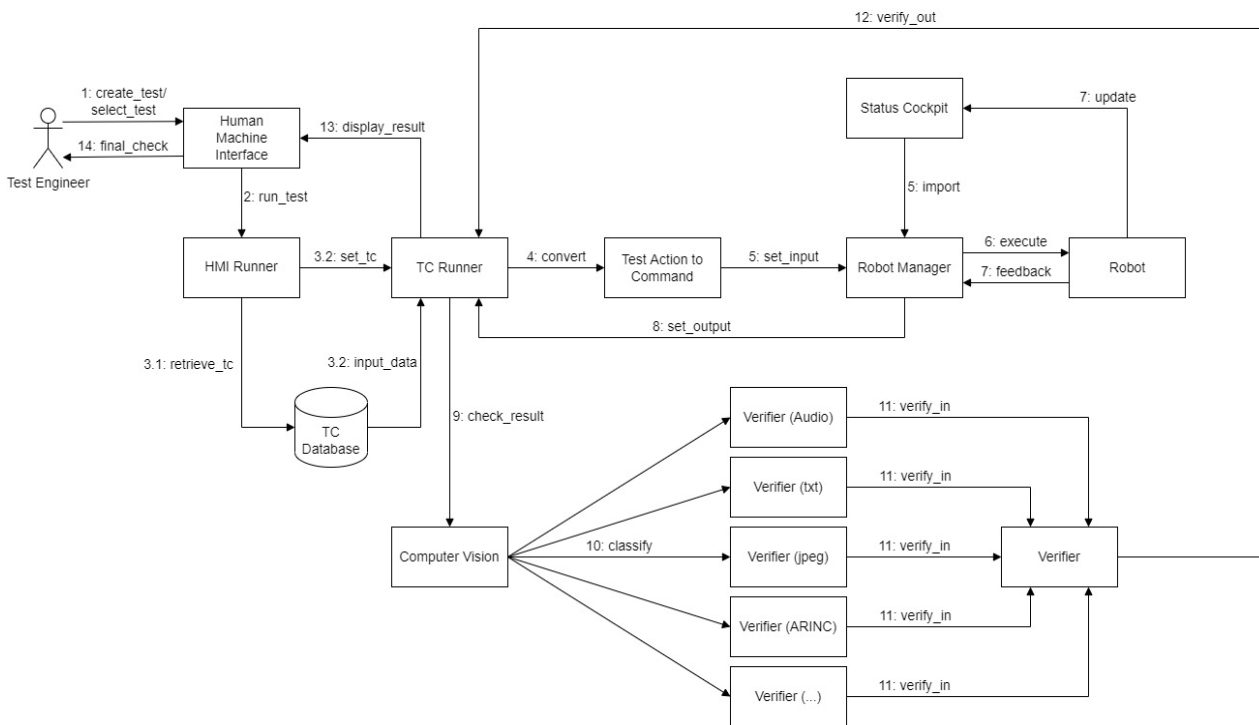 12: verify_out
1: create_test/
select_test
Human
Machine
Interface
13: display_result
Status Cockpit
7: update
14: final_check
Test Engineer
2: run_test
5: import
HMI Runner
3.2: set_tc
TC Runner
4: convert
Test Action to
Command
5: set_input
Robot Manager
6: execute
7: feedback
Robot
8: set_output
3.1: retrieve_tc
3.2: input_data
TC
Database
9: check_result
Verifier (Audio)
11: verify_in
Verifier (txt)
11: verify_in
Computer Vision
10: classify
Verifier (jpeg)
11: verify_in
Verifier
Verifier (ARINC)
11: verify_in
Verifier (...)
11: verify_in